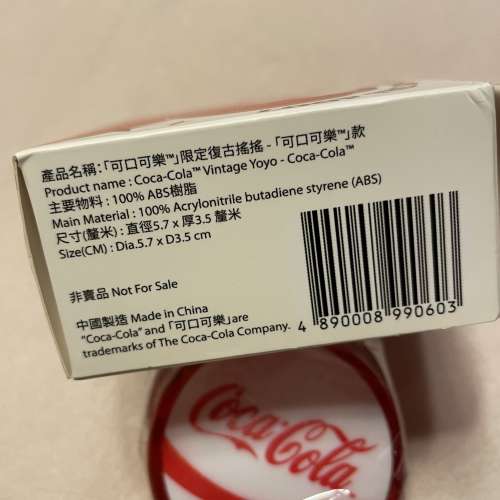 產品名稱：「可口可樂™」限定復古搖搖 - 「可口可樂™」款
Product name : Coca-Cola™ Vintage Yoyo - Coca-Cola™
主要物料 : 100% ABS樹脂
Main Material : 100% Acrylonitrile butadiene styrene (ABS)
尺寸(釐米) : 直徑5.7 x 厚3.5 釐米
Size(CM) : Dia.5.7 x D3.5 cm
非賣品 Not For Sale
中國製造 Made in China
“Coca-Cola” and 「可口可樂」are
trademarks of The Coca-Cola Company.
4 890008 990603
Coca-Cola